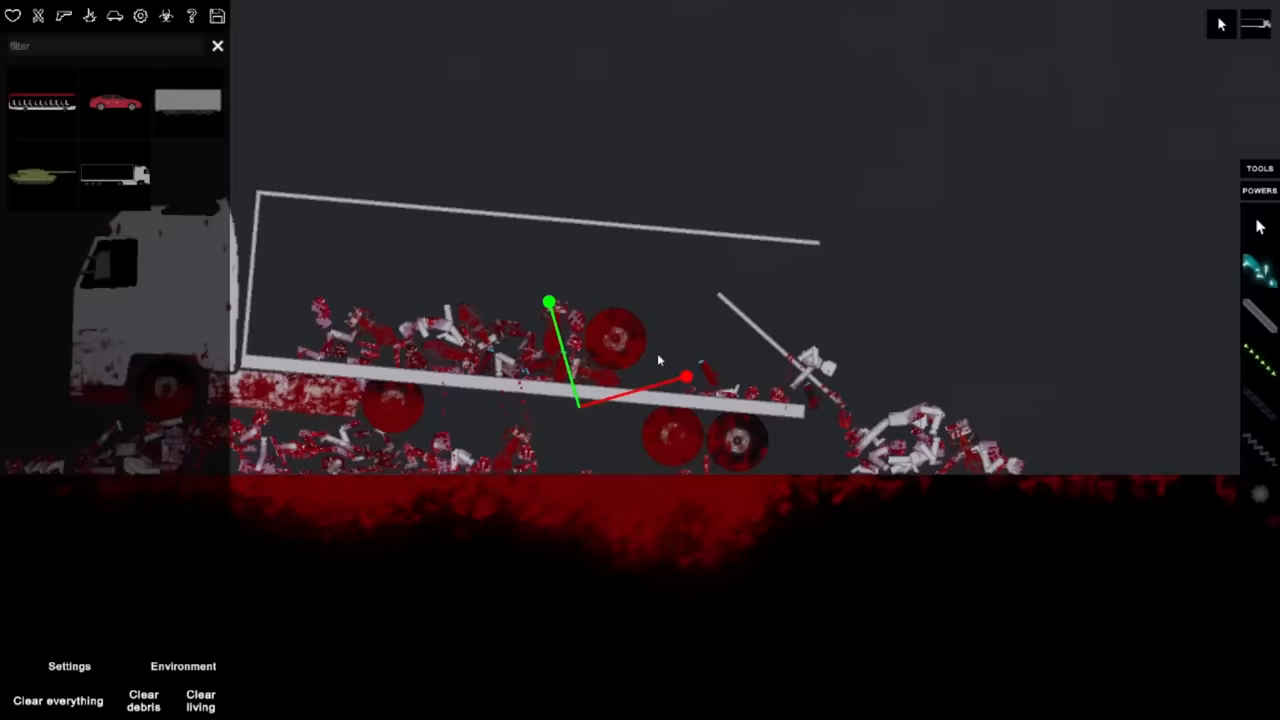 filter
TOOLS
POWERS
Settings
Environment
Clear everything
Clear
debris
Clear
living